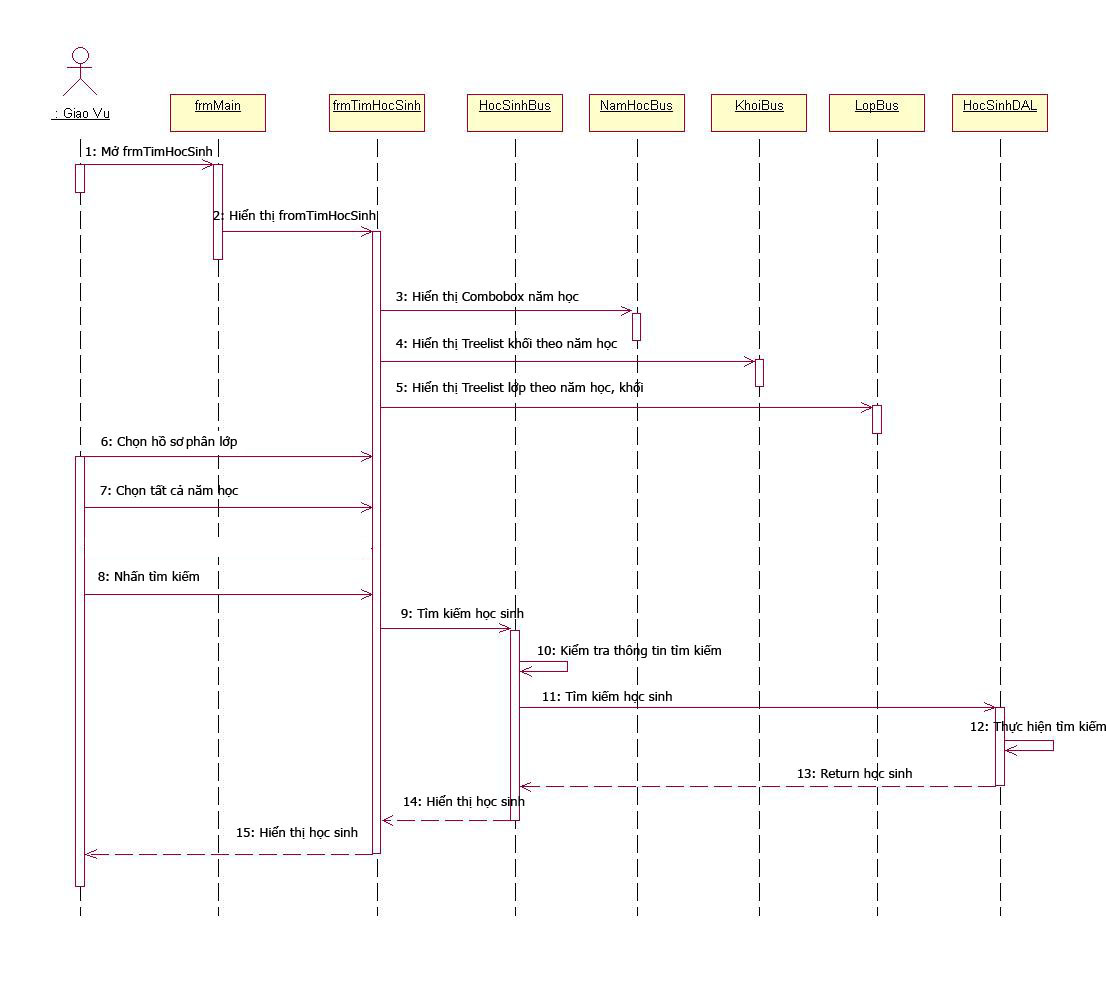 : Giao Vu
frmMain
frmTimHocSinh
HocSinhBus
NamHocBus
KhoiBus
LopBus
HocSinhDAL
1: Mở frmTimHocSinh
2: Hiển thị fromTimHocSinh
3: Hiển thị Combobox năm học
4: Hiển thị Treelist khối theo năm học
5: Hiển thị Treelist lớp theo năm học, khối
6: Chọn hồ sơ phân lớp
7: Chọn tất cả năm học
8: Nhấn tìm kiếm
9: Tìm kiếm học sinh
10: Kiểm tra thông tin tìm kiếm
11: Tìm kiếm học sinh
12: Thực hiện tìm kiếm
13: Return học sinh
14: Hiển thị học sinh
15: Hiển thị học sinh